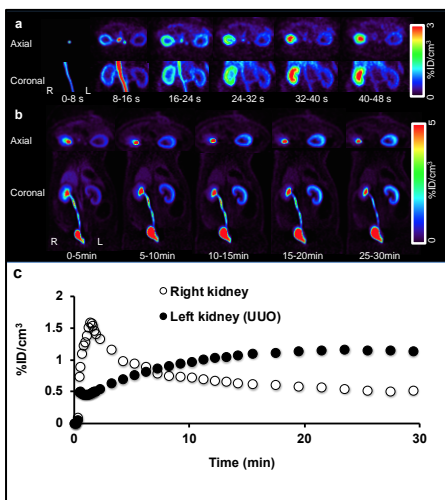 a
Axial
Coronal
R L
0-8 s 8-16 s 16-24 s 24-32 s 32-40 s 40-48 s
3
%ID/cm³
0
b
Axial
Coronal
R L
0-5min 5-10min 10-15min 15-20min 25-30min
5
%ID/cm³
0
c
Right kidney
Left kidney (UUO)
%ID/cm³
2
1.5
1
0.5
0
0 10 20 30
Time (min)